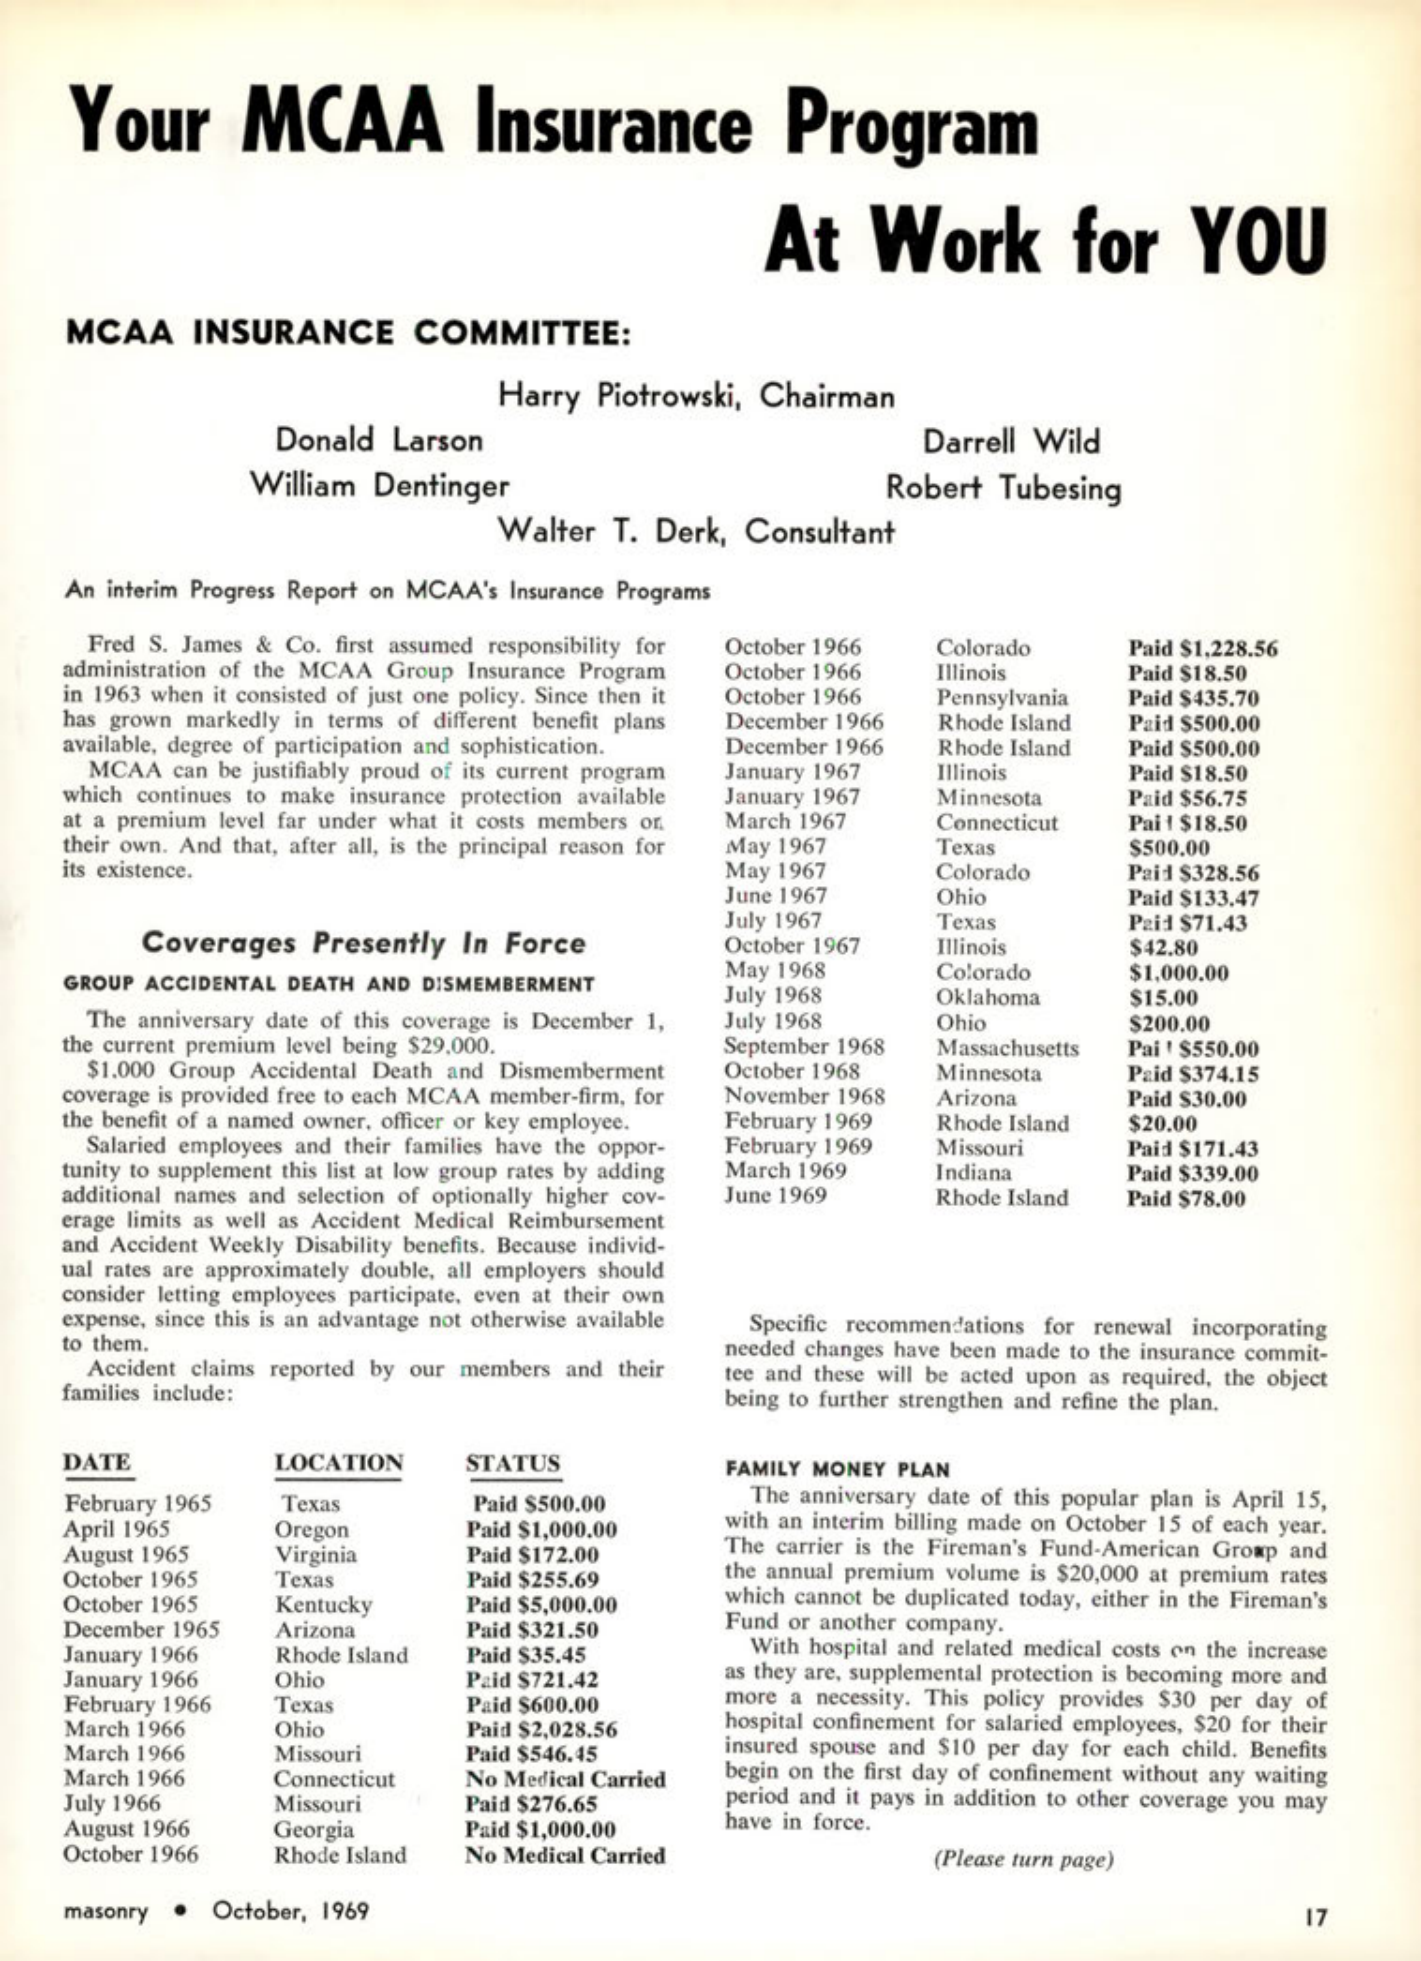 Your MCAA Insurance Program
At Work for YOU
MCAA INSURANCE COMMITTEE:
Harry Piotrowski, Chairman
Donald Larson
Darrell Wild
William Dentinger
Robert Tubesing
Walter T. Derk, Consultant
An interim Progress Report on MCAA's Insurance Programs
Fred S. James & Co. first assumed responsibility for
administration of the MCAA Group Insurance Program
in 1963 when it consisted of just one policy. Since then it
has grown markedly in terms of different benefit plans
available, degree of participation and sophistication.
MCAA can be justifiably proud of its current program
which continues to make insurance protection available
at a premium level far under what it costs members on
their own. And that, after all, is the principal reason for
its existence.
Coverages Presently In Force
GROUP ACCIDENTAL DEATH AND DISMEMBERMENT
The anniversary date of this coverage is December 1,
the current premium level being $29,000.
$1,000 Group Accidental Death and Dismemberment
coverage is provided free to each MCAA member-firm, for
the benefit of a named owner, officer or key employee.
Salaried employees and their families have the oppor-
tunity to supplement this list at low group rates by adding
additional names and selection of optionally higher cov-
erage limits as well as Accident Medical Reimbursement
and Accident Weekly Disability benefits. Because individ-
ual rates are approximately double, all employers should
consider letting employees participate, even at their own
expense, since this is an advantage not otherwise available
to them.
Accident claims reported by our members and their
families include:
DATE LOCATION STATUS
February 1965 Texas Paid $500.00
April 1965 Oregon Paid $1,000.00
August 1965 Virginia Paid $172.00
October 1965 Texas Paid $255.69
October 1965 Kentucky Paid $5,000.00
December 1965 Arizona Paid $321.50
January 1966 Rhode Island Paid $35.45
January 1966 Ohio Paid $721.42
February 1966 Texas Paid $600.00
March 1966 Ohio Paid $2,028.56
March 1966 Missouri Paid $546.45
March 1966 Connecticut No Medical Carried
July 1966 Missouri Paid $276.65
August 1966 Georgia Paid $1,000.00
October 1966 Rhode Island No Medical Carried
October 1966 Colorado Paid $1,228.56
October 1966 Illinois Paid $18.50
October 1966 Pennsylvania Paid $435.70
December 1966 Rhode Island Paid $500.00
December 1966 Rhode Island Paid $500.00
January 1967 Illinois Paid $18.50
January 1967 Minnesota Paid $56.75
March 1967 Connecticut Paid $18.50
May 1967 Texas $500.00
May 1967 Colorado Paid $328.56
June 1967 Ohio Paid $133.47
July 1967 Texas Paid $71.43
October 1967 Illinois $42.80
May 1968 Colorado $1,000.00
July 1968 Oklahoma $15.00
July 1968 Ohio $200.00
September 1968 Massachusetts Paid $550.00
October 1968 Minnesota Paid $374.15
November 1968 Arizona Paid $30.00
February 1969 Rhode Island $20.00
February 1969 Missouri Paid $171.43
March 1969 Indiana Paid $339.00
June 1969 Rhode Island Paid $78.00
Specific recommendations for renewal incorporating
needed changes have been made to the insurance commit-
tee and these will be acted upon as required, the object
being to further strengthen and refine the plan.
FAMILY MONEY PLAN
The anniversary date of this popular plan is April 15,
with an interim billing made on October 15 of each year.
The carrier is the Fireman's Fund-American Group and
the annual premium volume is $20,000 at premium rates
which cannot be duplicated today, either in the Fireman's
Fund or another company.
With hospital and related medical costs on the increase
as they are, supplemental protection is becoming more and
more a necessity. This policy provides $30 per day of
hospital confinement for salaried employees, $20 for their
insured spouse and $10 per day for each child. Benefits
begin on the first day of confinement without any waiting
period and it pays in addition to other coverage you may
have in force.
(Please turn page)
masonry • October, 1969
17